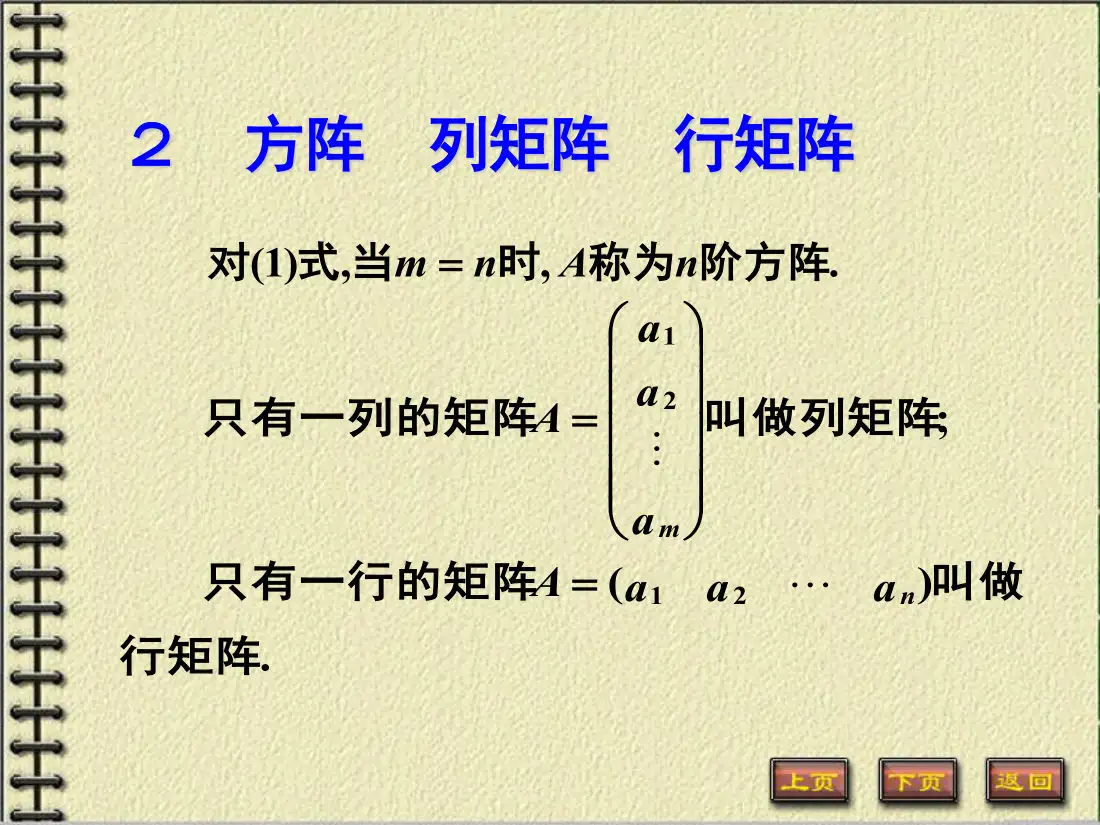 ２　方阵　列矩阵　行矩阵
对(1)式,当m = n时, A称为n阶方阵.
只有一列的矩阵A = (a1 a2 ⋮ am)叫做列矩阵;
只有一行的矩阵A = (a1 a2 ⋯ an)叫做
行矩阵.
上页 下页 返回